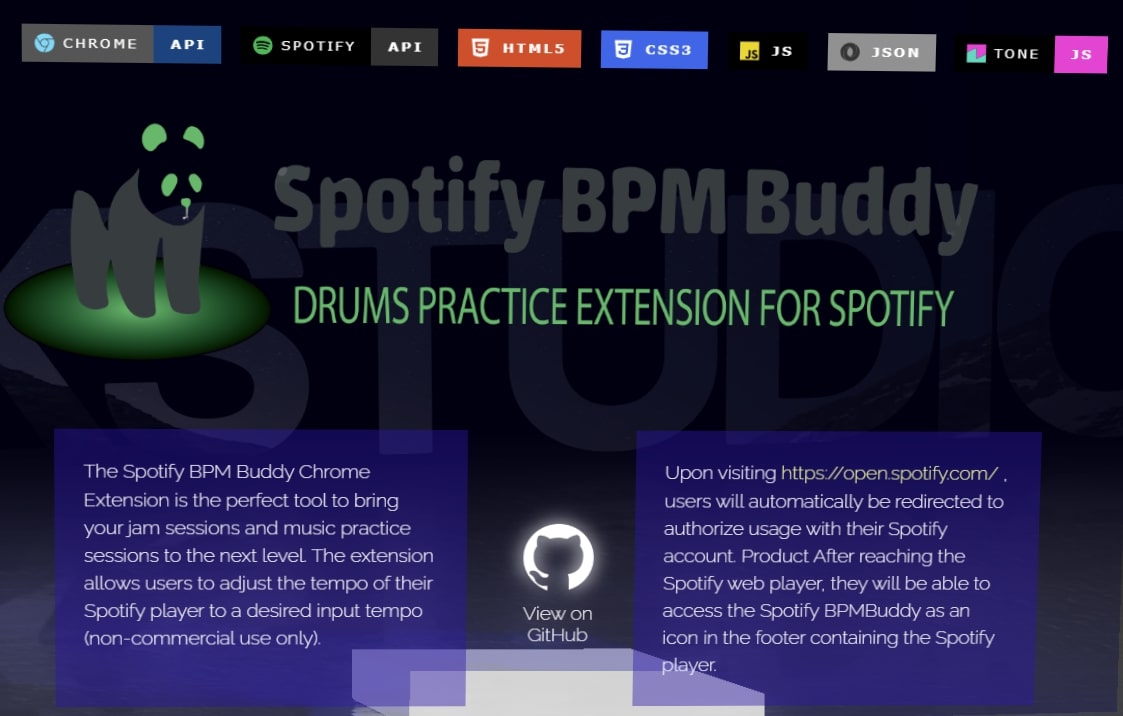 CHROME API SPOTIFY API HTML5 CSS3 JS JS JSON TONE JS
Spotify BPM Buddy
STUDIO
DRUMS PRACTICE EXTENSION FOR SPOTIFY
The Spotify BPM Buddy Chrome
Extension is the perfect tool to bring
your jam sessions and music practice
sessions to the next level. The extension
allows users to adjust the tempo of their
Spotify player to a desired input tempo
(non-commercial use only).
View on
GitHub
Upon visiting https://open.spotify.com/ ,
users will automatically be redirected to
authorize usage with their Spotify
account. Product After reaching the
Spotify web player, they will be able to
access the Spotify BPMBuddy as an
icon in the footer containing the Spotify
player.